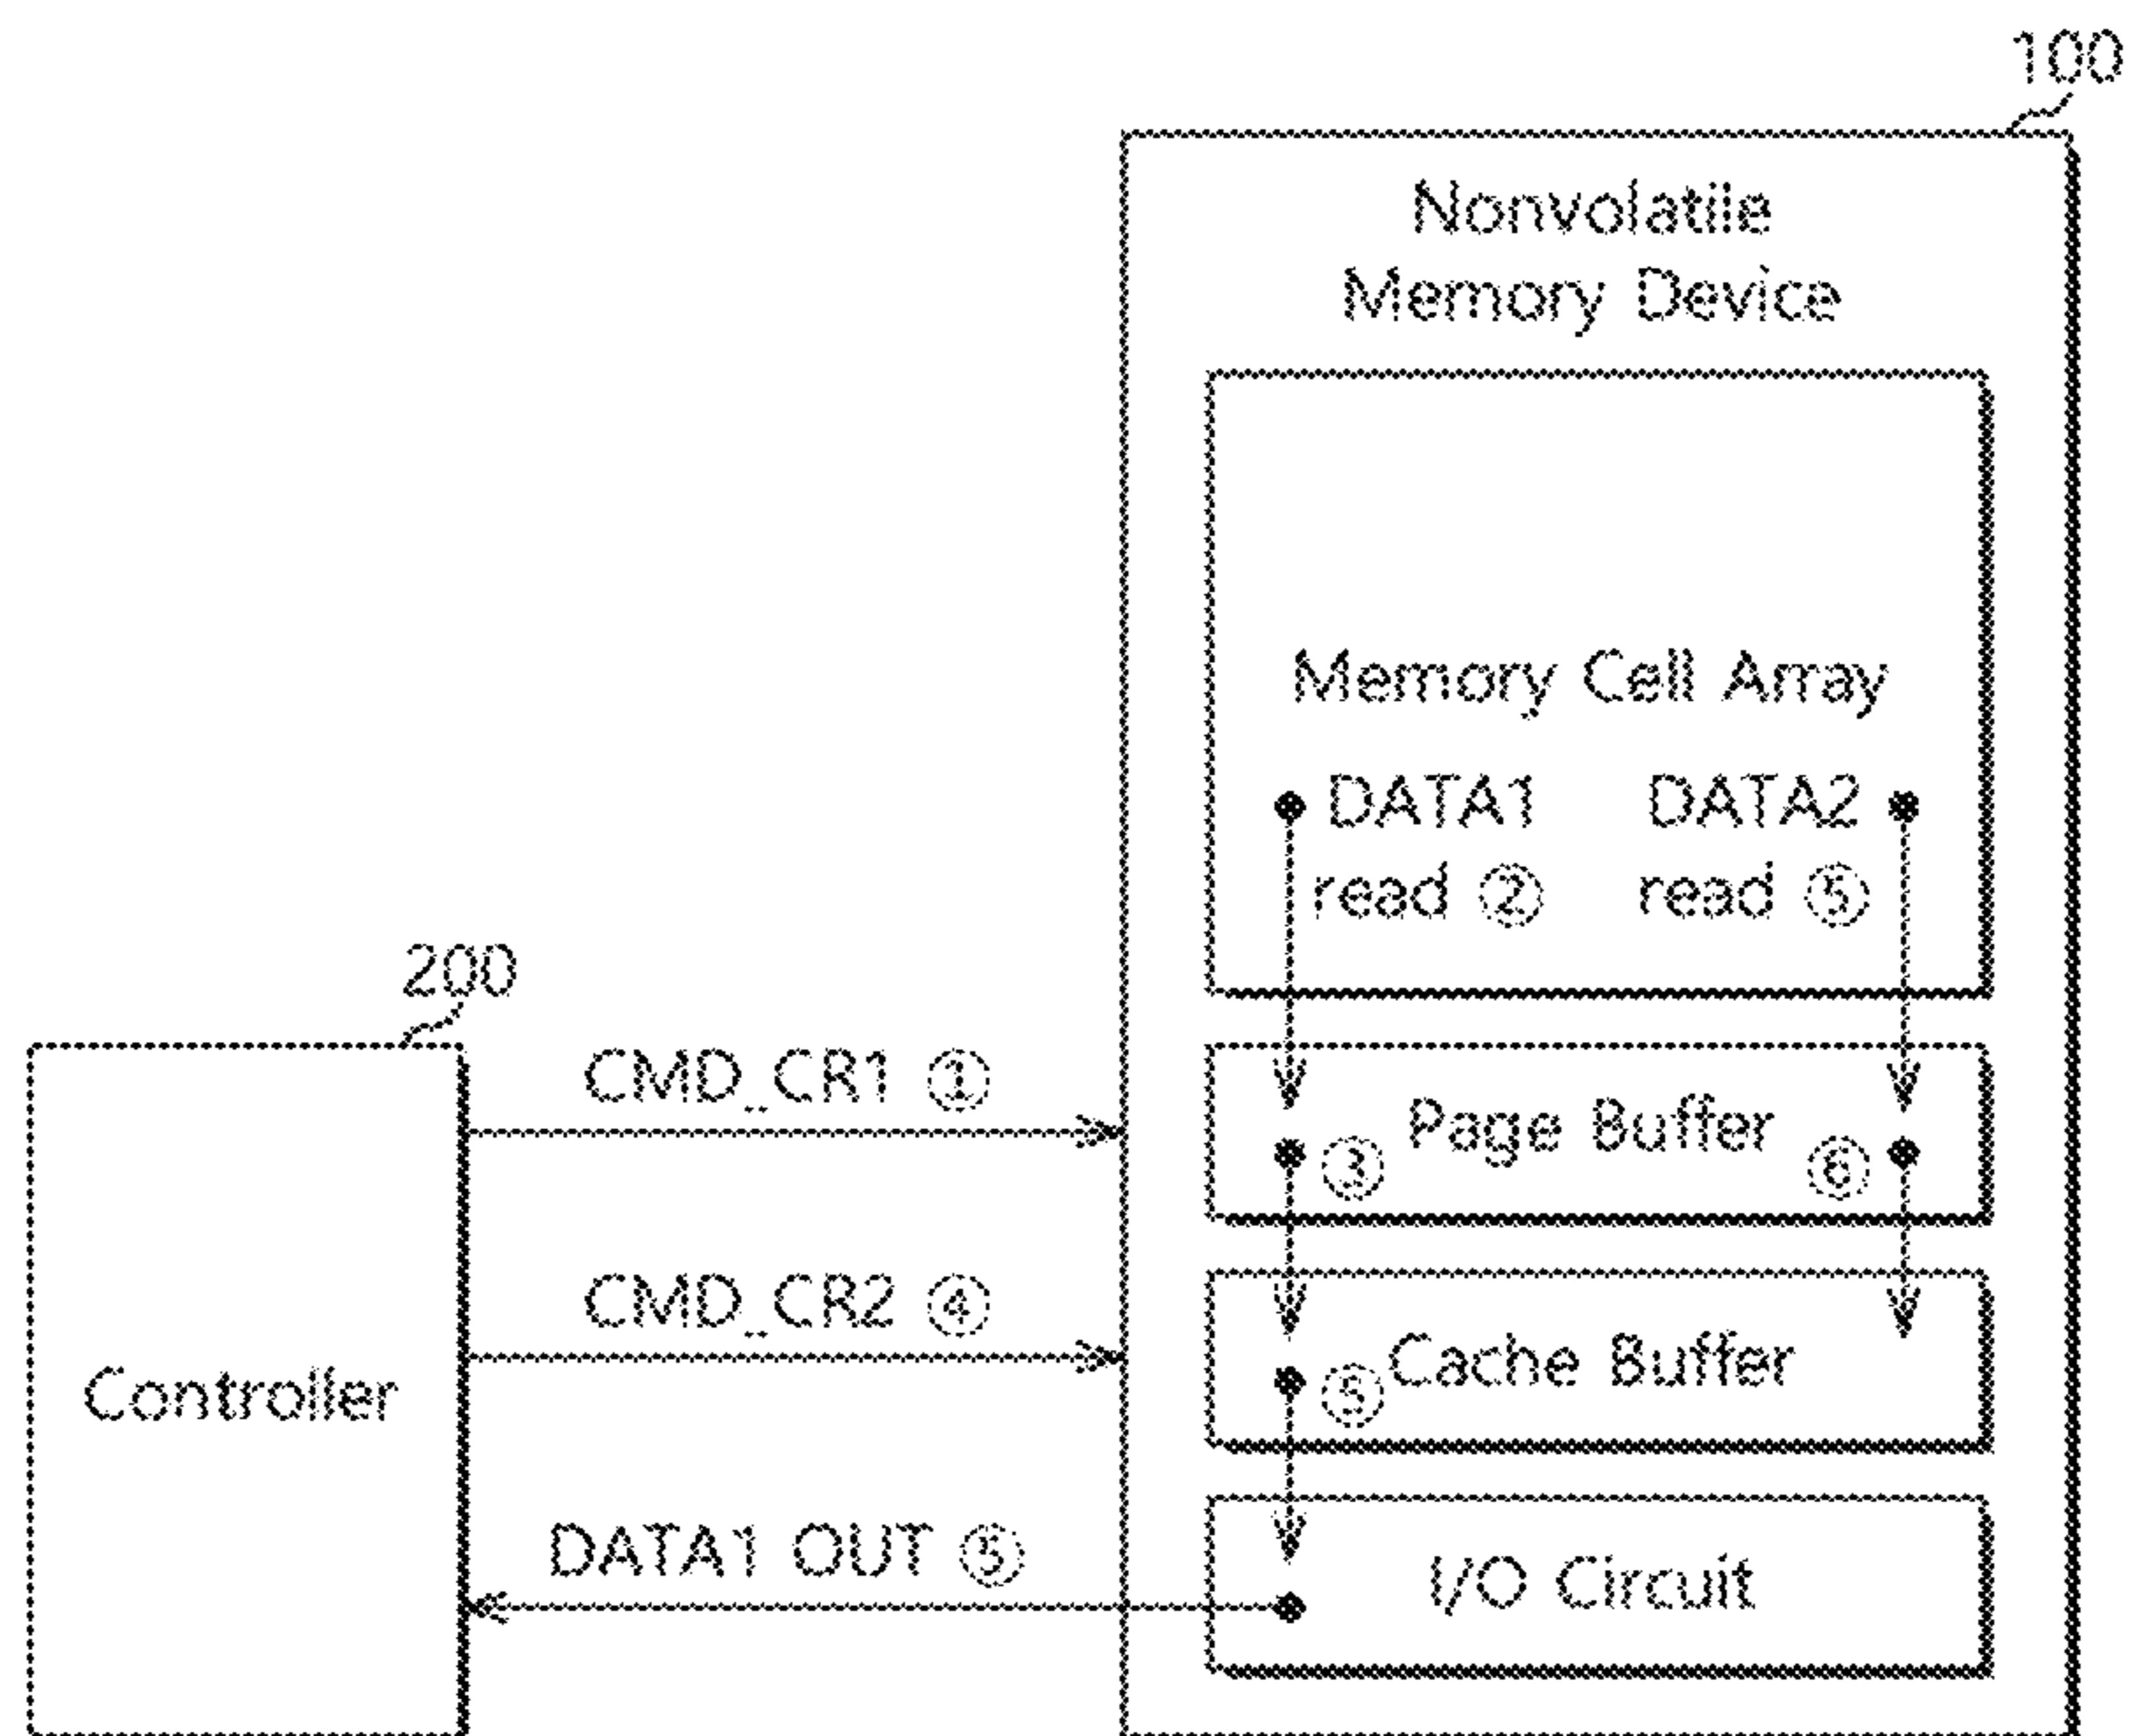 100
Nonvolatile
Memory Device
Memory Cell Array
DATA1 DATA2
read ② read ⑤
200
CMD_CR1 ①
Page Buffer
③ ⑥
CMD_CR2 ④
Cache Buffer
⑤
Controller
DATA1 OUT ⑤
I/O Circuit